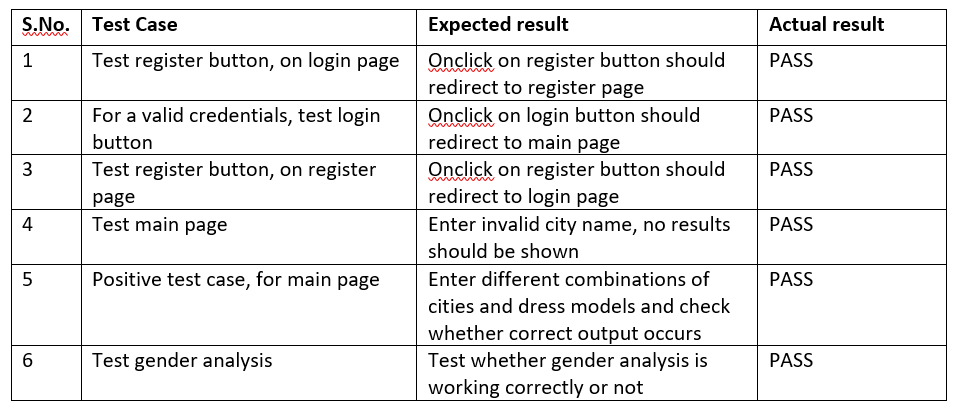 S.No. Test Case Expected result Actual result
1 Test register button, on login page Onclick on register button should redirect to register page PASS
2 For a valid credentials, test login button Onclick on login button should redirect to main page PASS
3 Test register button, on register page Onclick on register button should redirect to login page PASS
4 Test main page Enter invalid city name, no results should be shown PASS
5 Positive test case, for main page Enter different combinations of cities and dress models and check whether correct output occurs PASS
6 Test gender analysis Test whether gender analysis is working correctly or not PASS